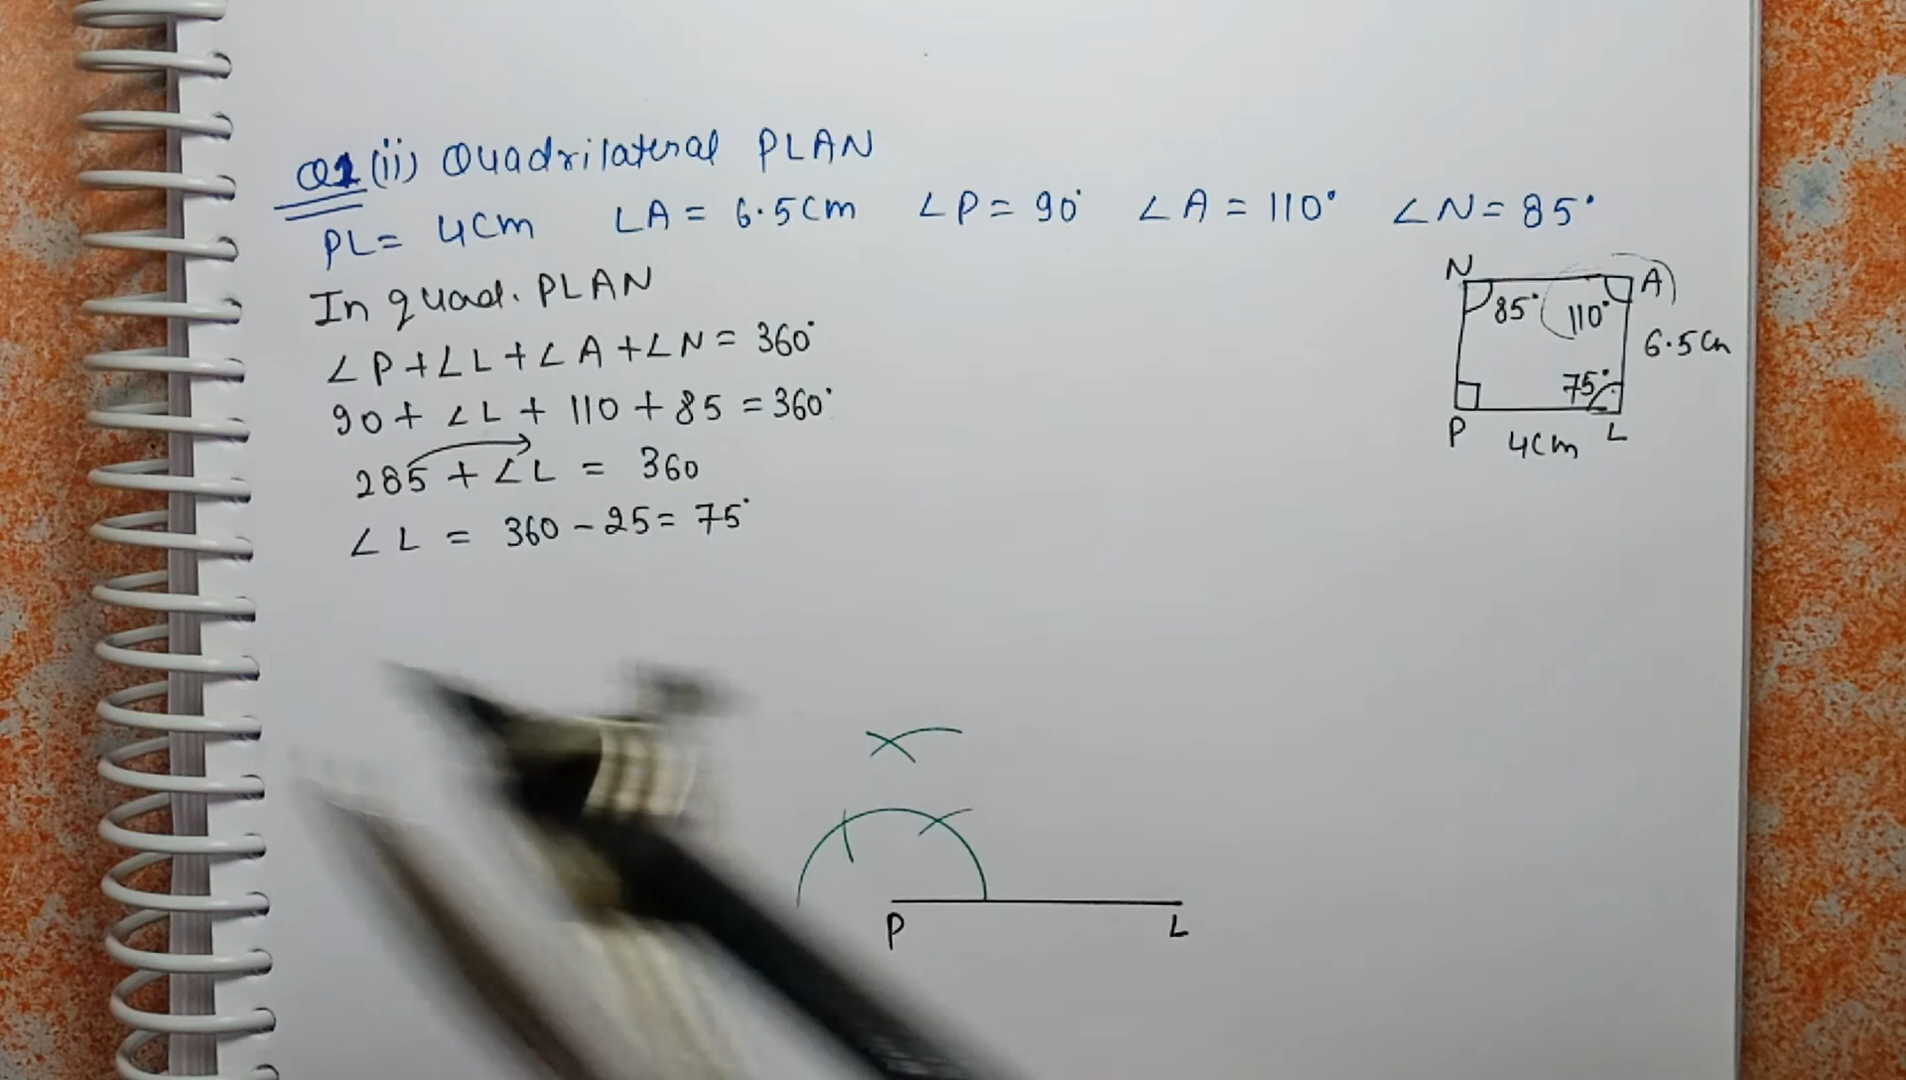 Q1 (ii) Quadrilateral PLAN
PL = 4cm LA = 6.5cm ∠P = 90° ∠A = 110° ∠N = 85°
In quad. PLAN
∠P + ∠L + ∠A + ∠N = 360°
90 + ∠L + 110 + 85 = 360°
285 + ∠L = 360
∠L = 360 - 25 = 75°
N A
85° 110°
6.5cm
75°
P 4cm L
P L